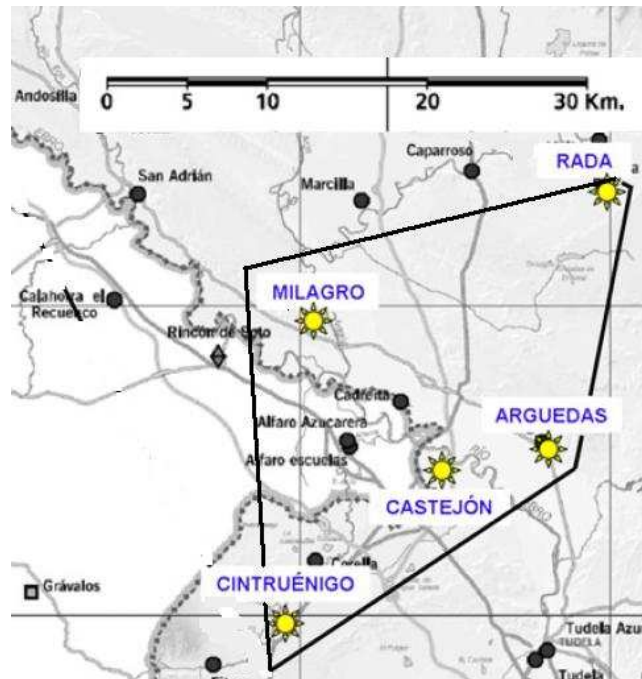 Andosilla
0 5 10 20 30 Km.
RADA
Caparroso
San Adrián
Marcilla
MILAGRO
Calahorra el
Recuenco
Rincón de Soto
Cadreita
ARGUEDAS
Alfaro Azucarera
Alfaro escuelas
CASTEJÓN
Corella
CINTRUÉNIGO
Grávalos
Tudela Azu
TUDELA
Tudela